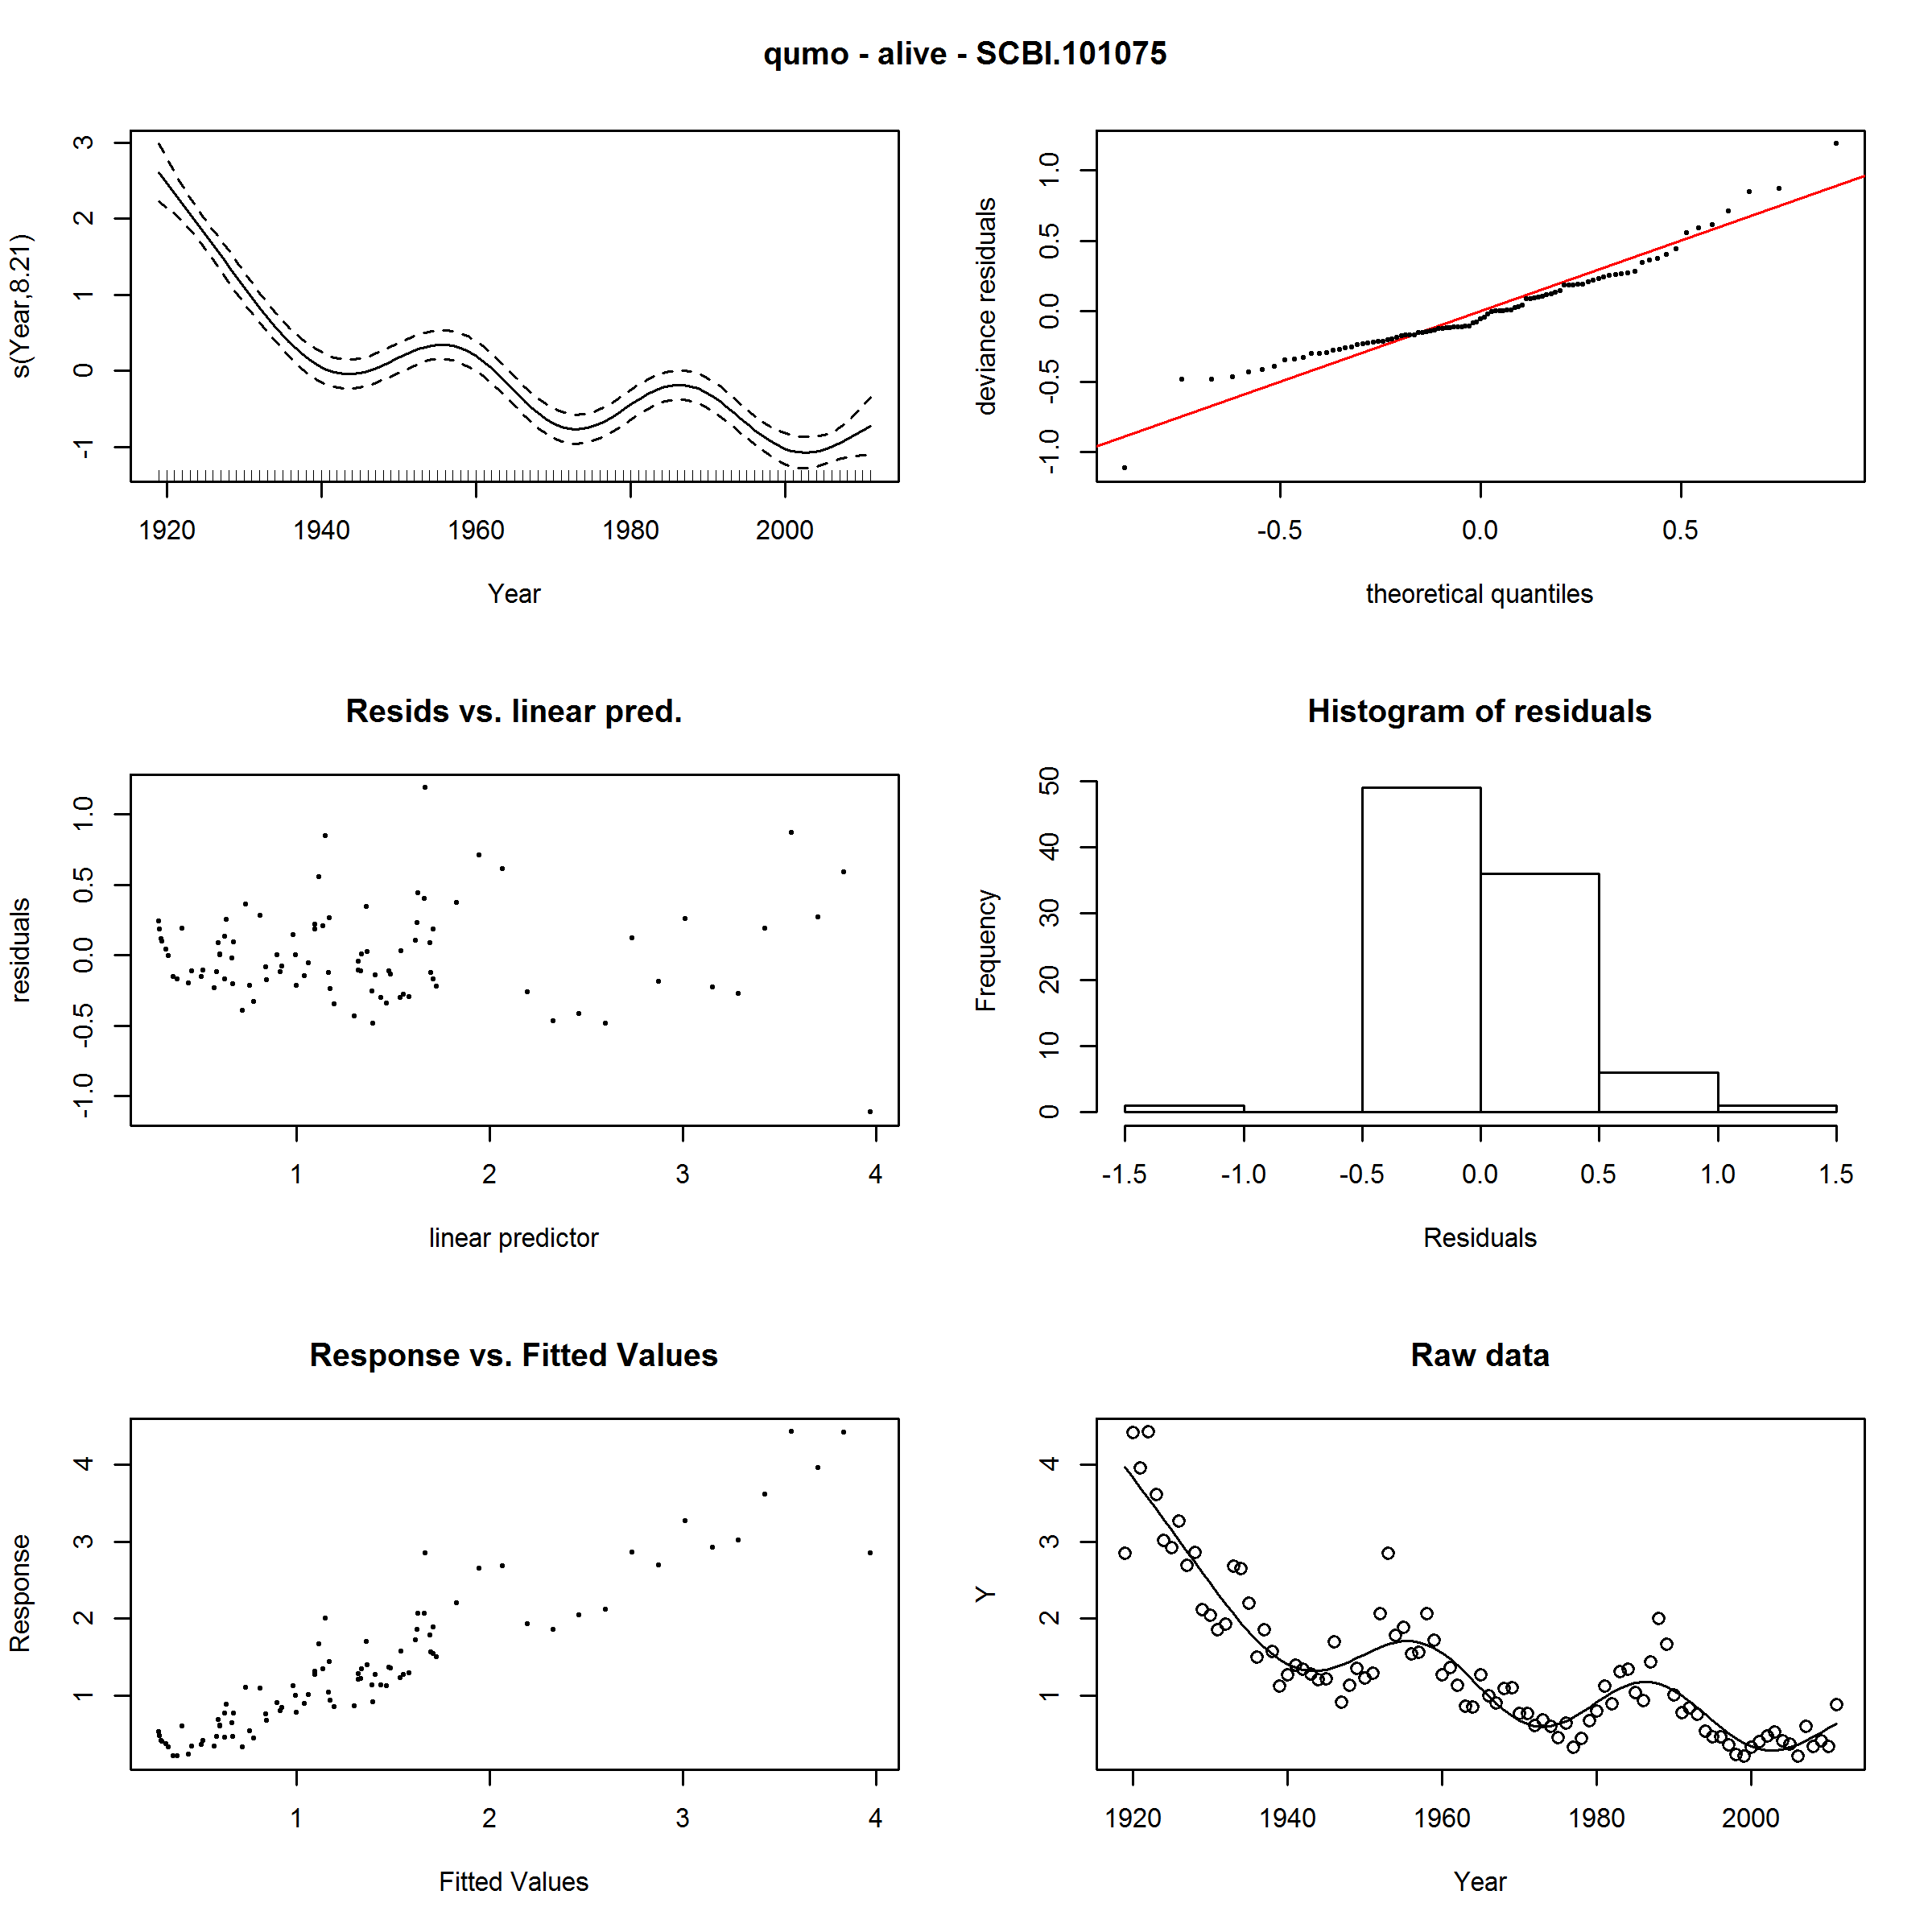 qumo - alive - SCBI.101075
s(Year,8.21)
3
2
1
0
-1
1920 1940 1960 1980 2000
Year
deviance residuals
1.0
0.5
0.0
-0.5
-1.0
-0.5 0.0 0.5
theoretical quantiles
Resids vs. linear pred.
residuals
1.0
0.5
0.0
-0.5
-1.0
1 2 3 4
linear predictor
Histogram of residuals
Frequency
50
40
30
20
10
0
-1.5 -1.0 -0.5 0.0 0.5 1.0 1.5
Residuals
Response vs. Fitted Values
Response
4
3
2
1
1 2 3 4
Fitted Values
Raw data
Y
4
3
2
1
1920 1940 1960 1980 2000
Year